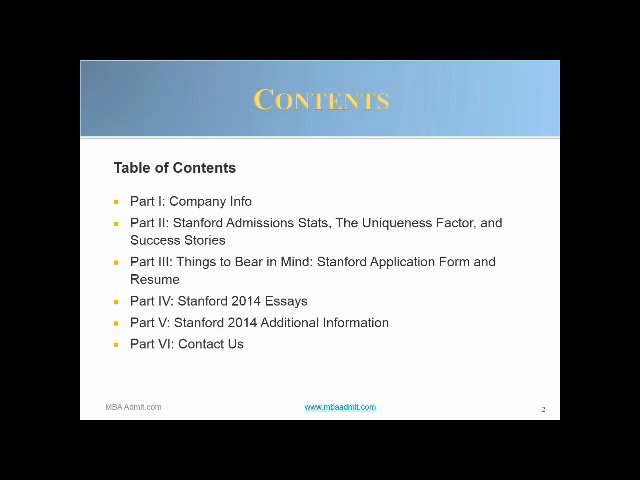 CONTENTS
Table of Contents
Part I: Company Info
Part II: Stanford Admissions Stats, The Uniqueness Factor, and
Success Stories
Part III: Things to Bear in Mind: Stanford Application Form and
Resume
Part IV: Stanford 2014 Essays
Part V: Stanford 2014 Additional Information
Part VI: Contact Us
MBA Admit.com www.mbaadmit.com 2